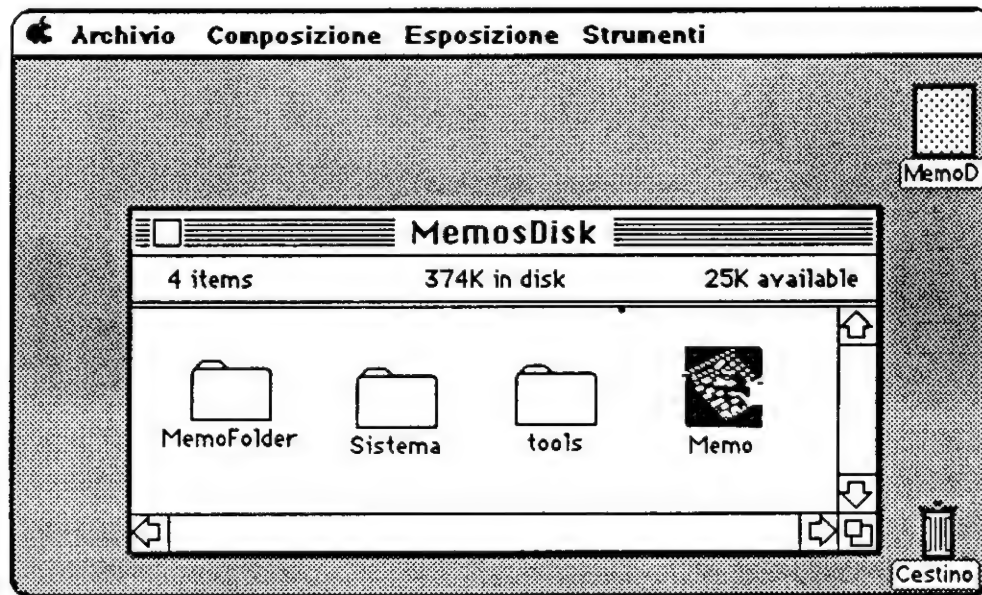 Archivio Composizione Esposizione Strumenti
MemoD
MemosDisk
4 items 374K in disk 25K available
MemoFolder Sistema tools Memo
Cestino